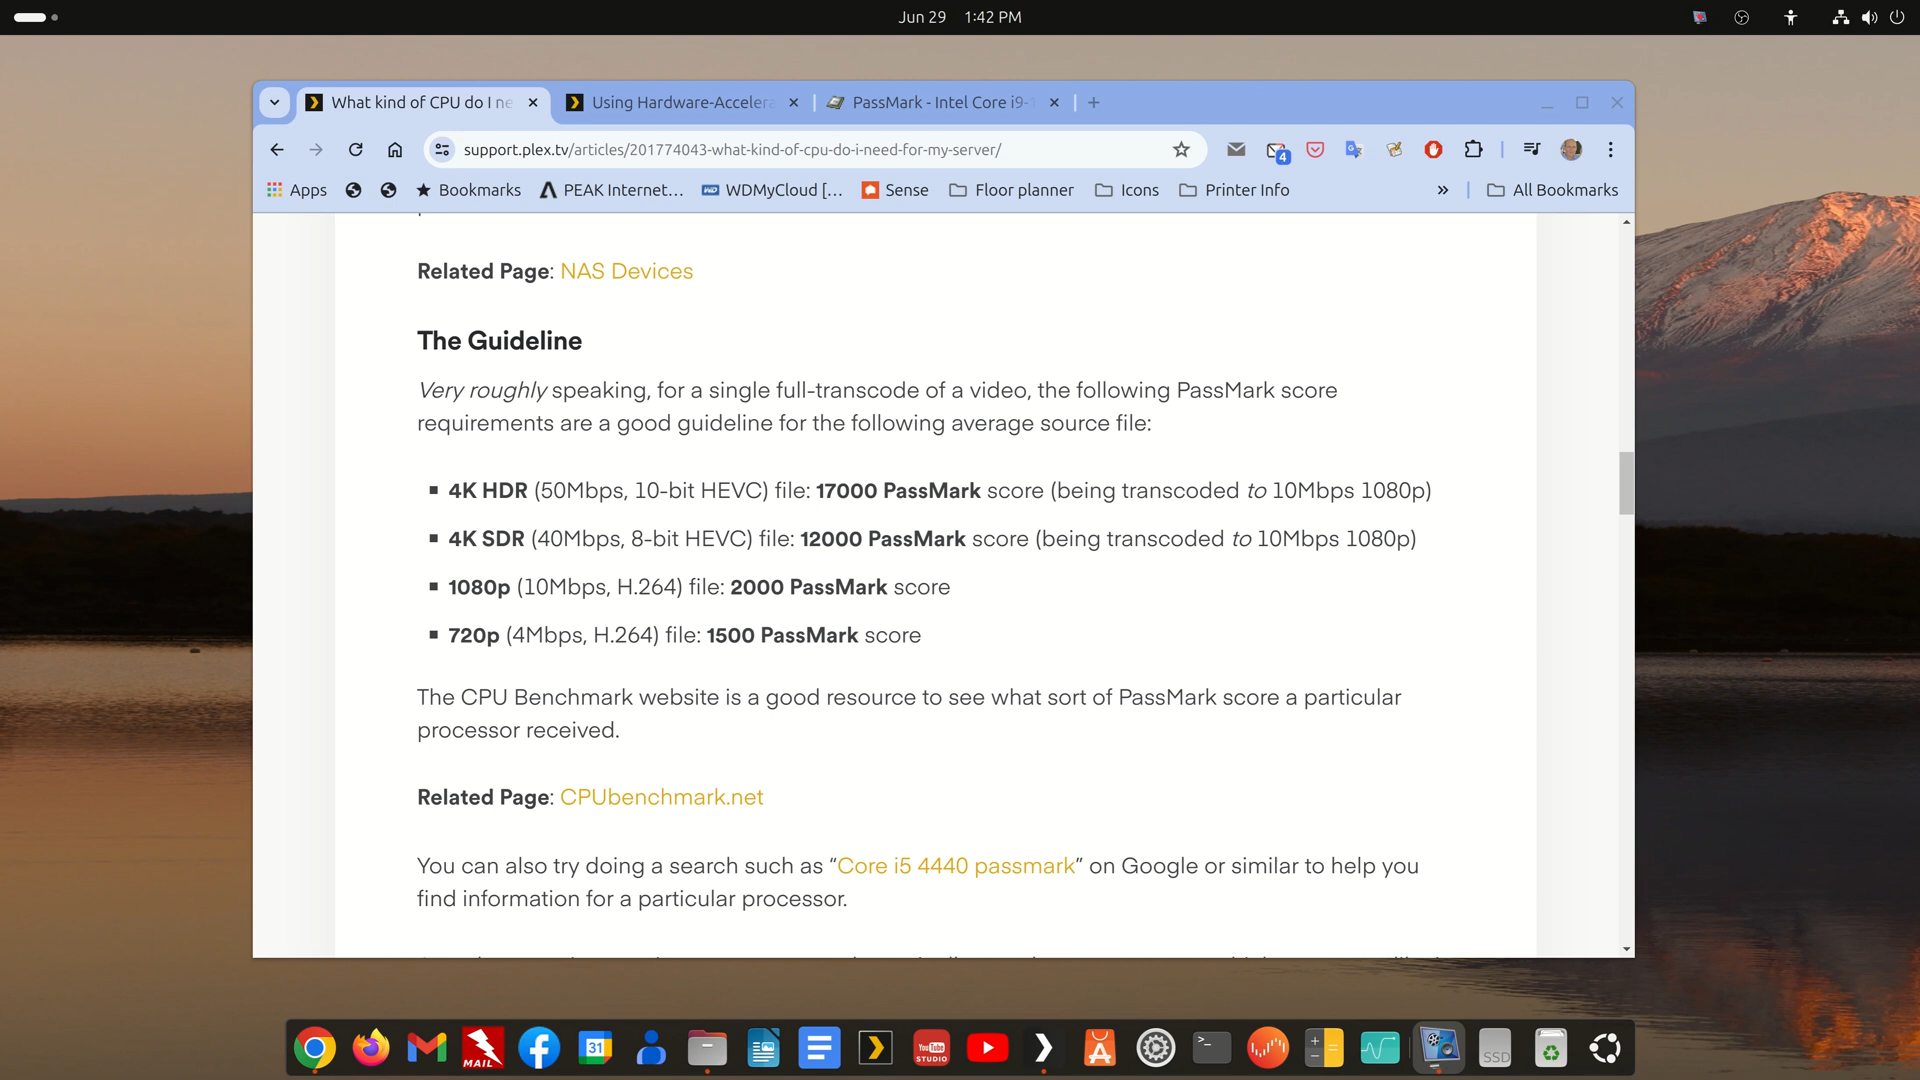 Jun 29 1:42 PM
What kind of CPU do I ne
Using Hardware-Accelera
PassMark - Intel Core i9-1
support.plex.tv/articles/201774043-what-kind-of-cpu-do-i-need-for-my-server/
4
Apps
Bookmarks
PEAK Internet...
WDMyCloud [...
Sense
Floor planner
Icons
Printer Info
»
All Bookmarks
Related Page: NAS Devices
The Guideline
Very roughly speaking, for a single full-transcode of a video, the following PassMark score
requirements are a good guideline for the following average source file:
▪ 4K HDR (50Mbps, 10-bit HEVC) file: 17000 PassMark score (being transcoded to 10Mbps 1080p)
▪ 4K SDR (40Mbps, 8-bit HEVC) file: 12000 PassMark score (being transcoded to 10Mbps 1080p)
▪ 1080p (10Mbps, H.264) file: 2000 PassMark score
▪ 720p (4Mbps, H.264) file: 1500 PassMark score
The CPU Benchmark website is a good resource to see what sort of PassMark score a particular
processor received.
Related Page: CPUbenchmark.net
You can also try doing a search such as “Core i5 4440 passmark” on Google or similar to help you
find information for a particular processor.
MAIL
31
YouTube
STUDIO
SSD